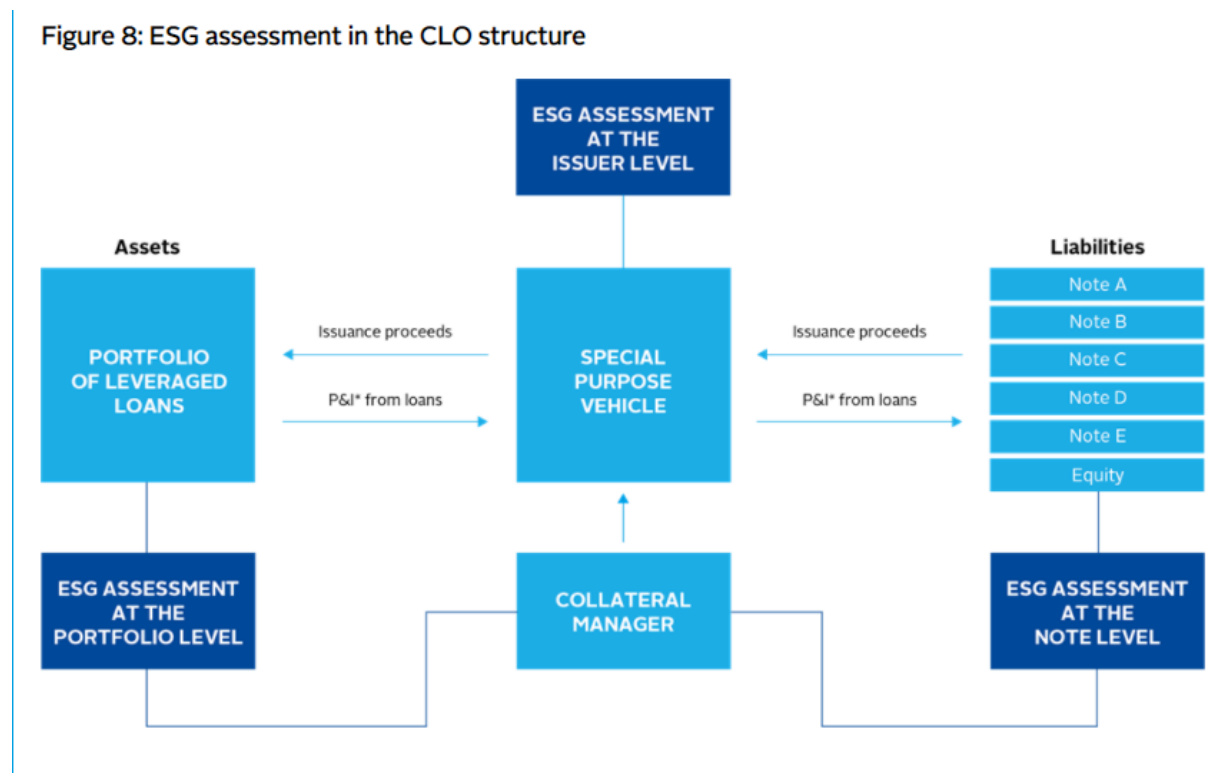 Figure 8: ESG assessment in the CLO structure
ESG ASSESSMENT
AT THE
ISSUER LEVEL
Assets
PORTFOLIO
OF LEVERAGED
LOANS
Issuance proceeds
P&I* from loans
SPECIAL
PURPOSE
VEHICLE
Issuance proceeds
P&I* from loans
Liabilities
Note A
Note B
Note C
Note D
Note E
Equity
ESG ASSESSMENT
AT THE
PORTFOLIO LEVEL
COLLATERAL
MANAGER
ESG ASSESSMENT
AT THE
NOTE LEVEL